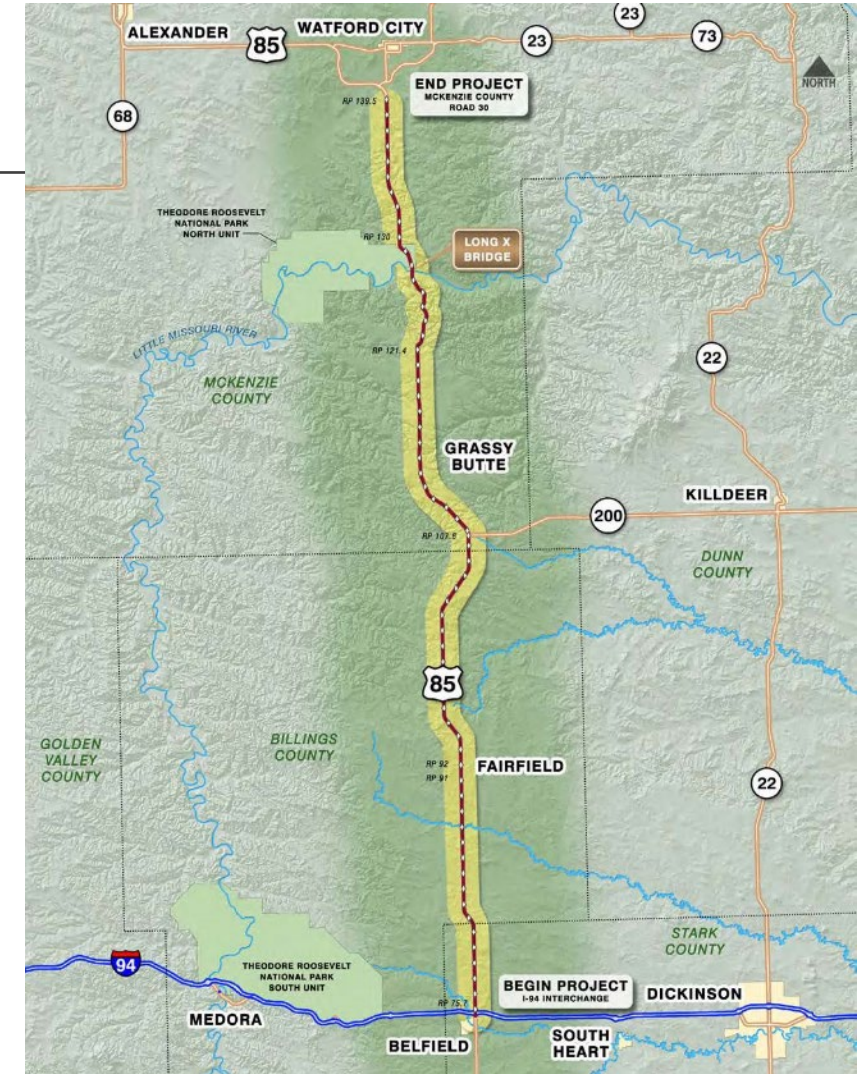 23
ALEXANDER
85
WATFORD CITY
23
73
NORTH
END PROJECT
MCKENZIE COUNTY
ROAD 30
RP 139.5
68
THEODORE ROOSEVELT
NATIONAL PARK
NORTH UNIT
RP 130
LONG X
BRIDGE
LITTLE MISSOURI RIVER
RP 121.4
22
MCKENZIE
COUNTY
GRASSY
BUTTE
KILLDEER
200
RP 107.6
DUNN
COUNTY
85
GOLDEN
VALLEY
COUNTY
BILLINGS
COUNTY
RP 92
FAIRFIELD
RP 91
22
STARK
COUNTY
94
THEODORE ROOSEVELT
NATIONAL PARK
SOUTH UNIT
BEGIN PROJECT
I-94 INTERCHANGE
DICKINSON
RP 75.7
MEDORA
BELFIELD
SOUTH
HEART